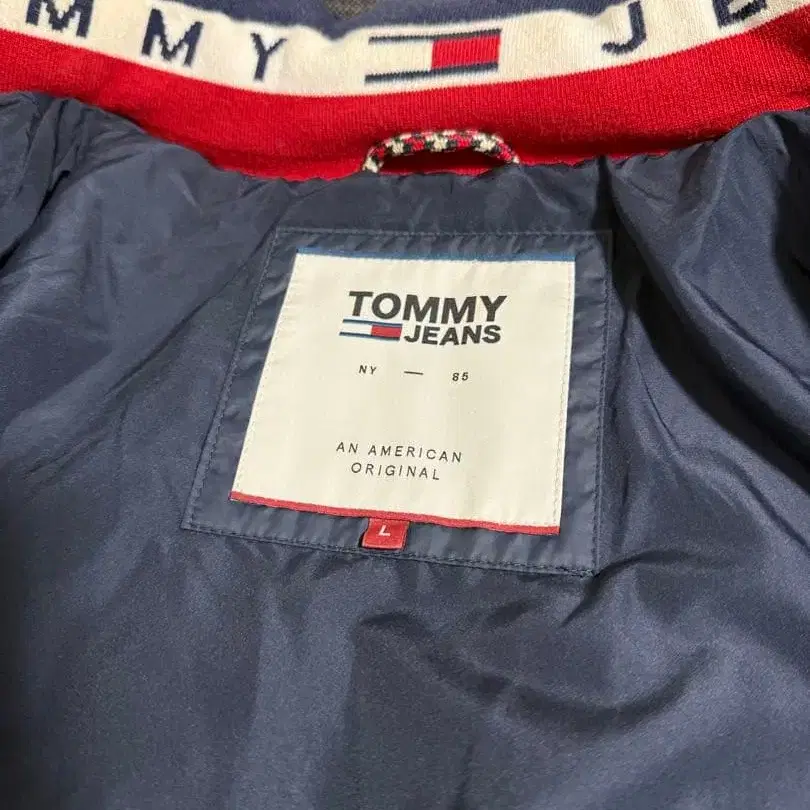 MMY JE
TOMMY
JEANS
NY — 85
AN AMERICAN
ORIGINAL
L